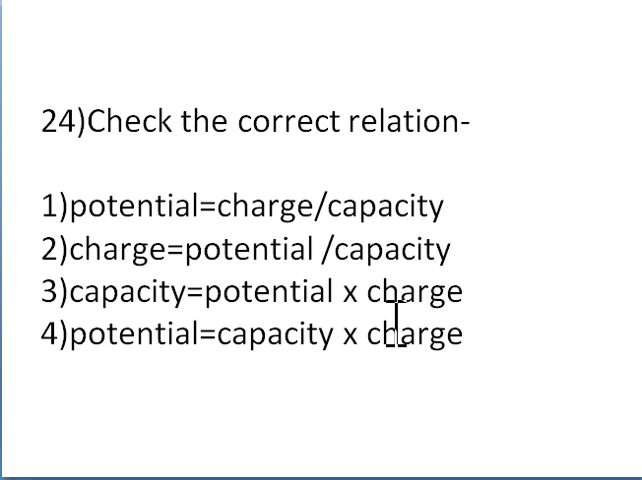 24)Check the correct relation-
1)potential=charge/capacity
2)charge=potential /capacity
3)capacity=potential x charge
4)potential=capacity x charge